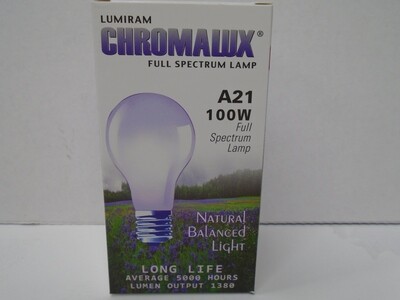 LUMIRAM
CHROMALUX®
FULL SPECTRUM LAMP
A21
100W
Full
Spectrum
Lamp
NATURAL
BALANCED
LIGHT
LONG LIFE
AVERAGE 5000 HOURS
LUMEN OUTPUT 1380